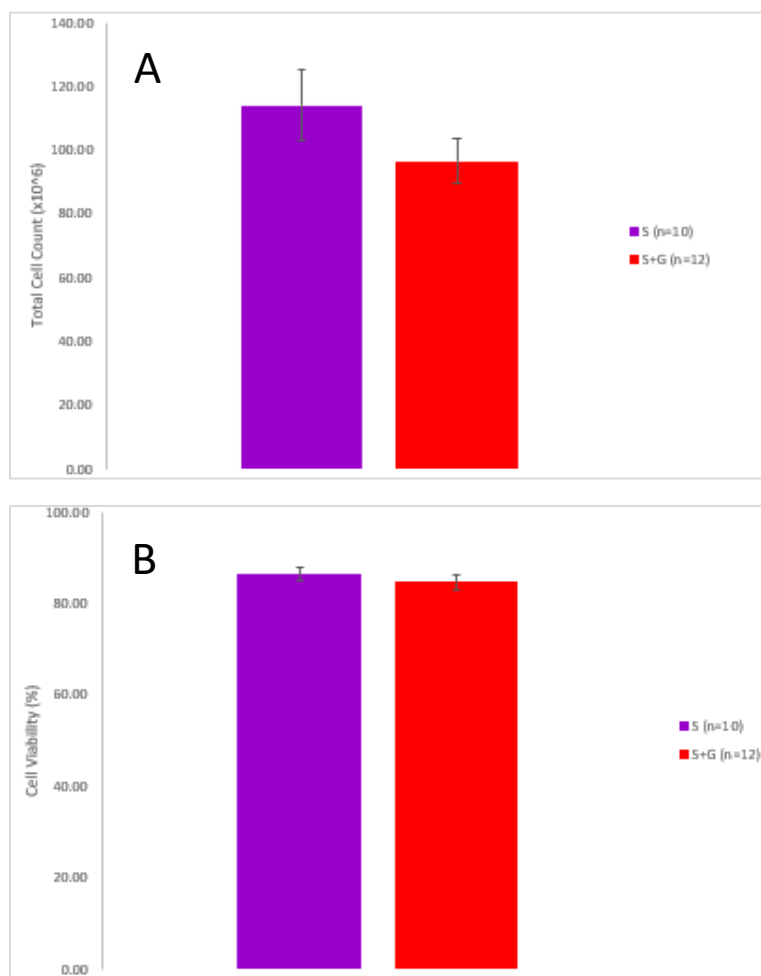 A
Total Cell Count (x10^6)
140.00
120.00
100.00
80.00
60.00
40.00
20.00
0.00
S (n=10)
S+G (n=12)
B
Cell Viability (%)
100.00
80.00
60.00
40.00
20.00
0.00
S (n=10)
S+G (n=12)